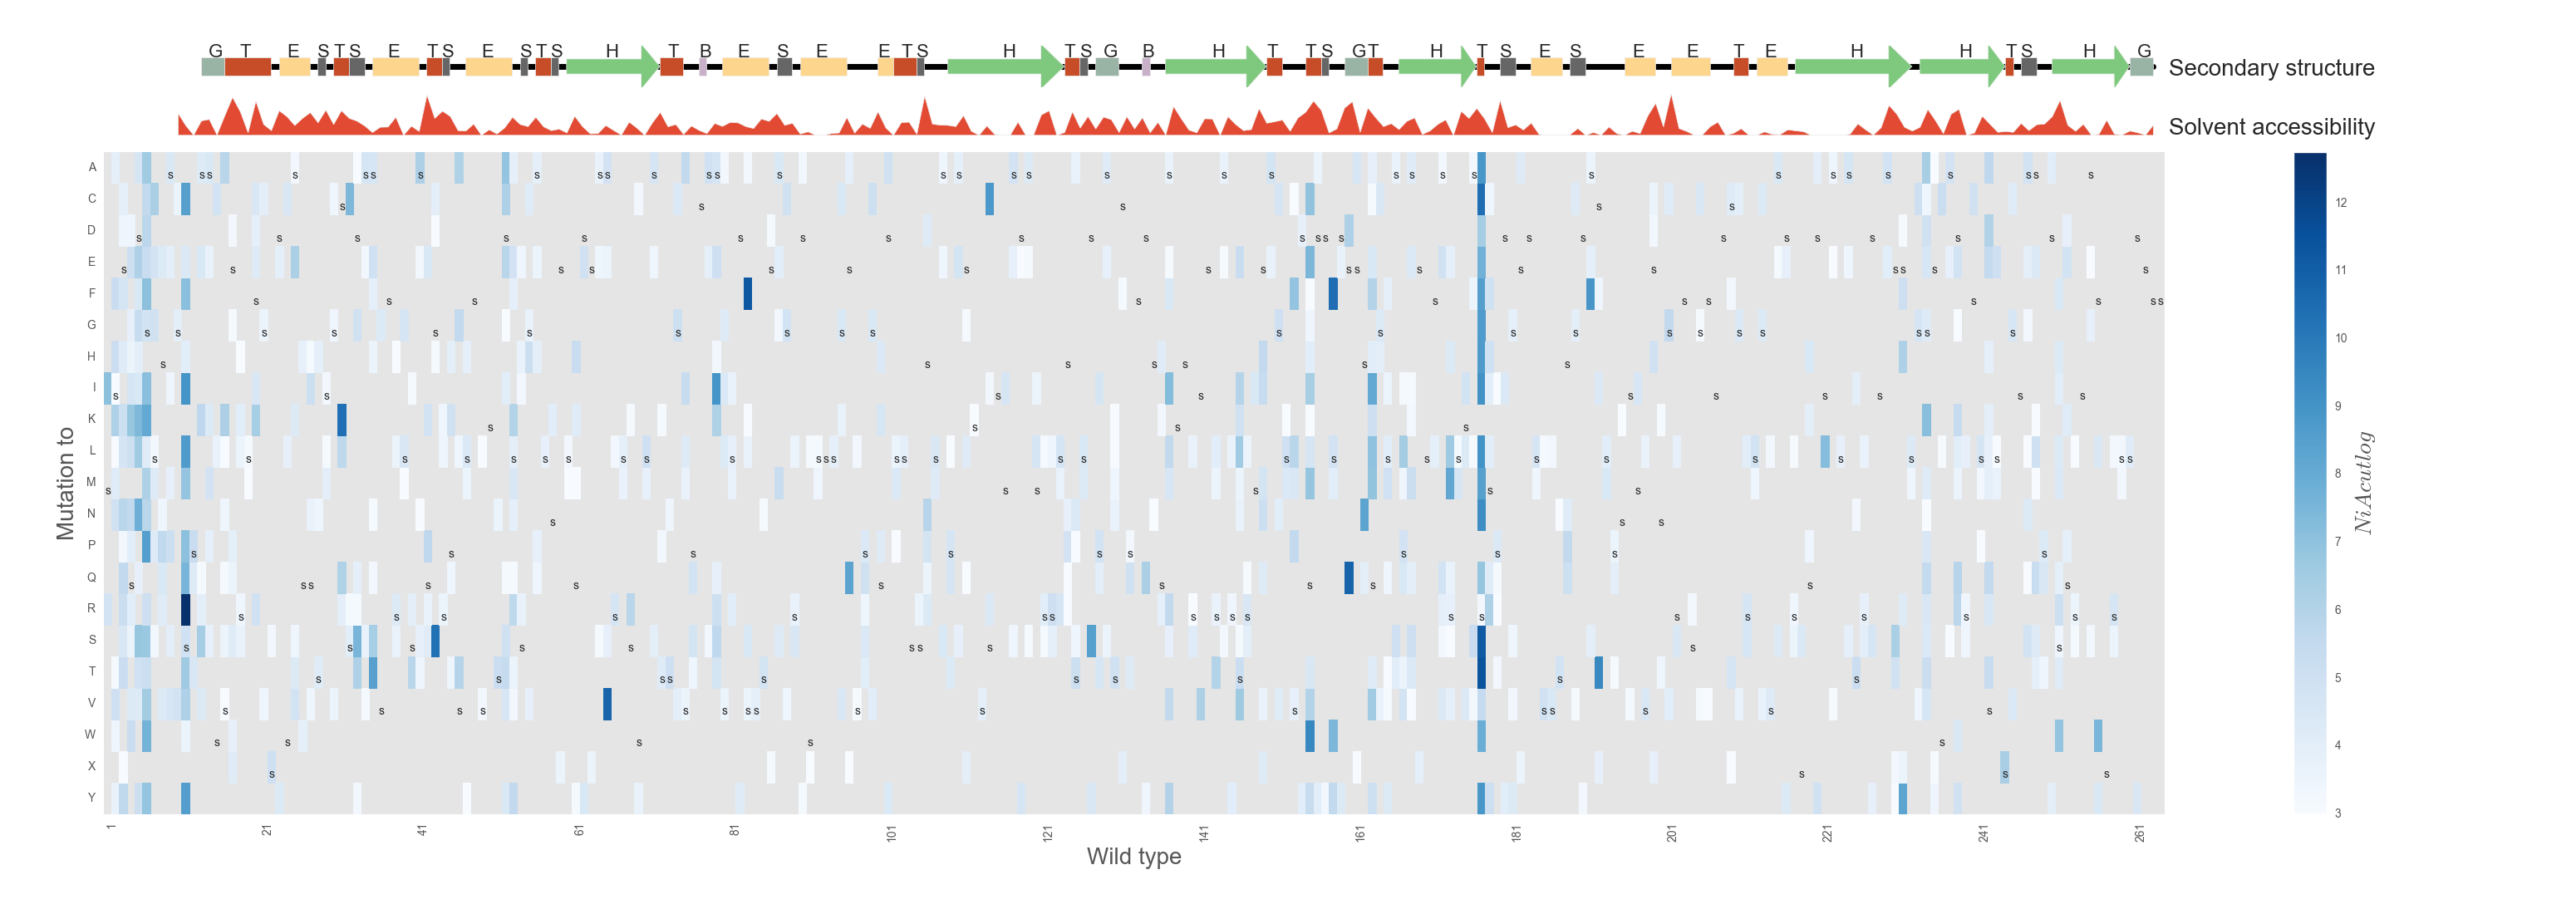 G T E S T S E T S E S T S H T B E S E E T S H T S G B H T T S G T H T S E S E E T E H H T S H G
Secondary structure
Solvent accessibility
A
C
D
E
F
G
H
I
K
L
M
N
P
Q
R
S
T
V
W
X
Y
Mutation to
1 21 41 61 81 101 121 141 161 181 201 221 241 261
Wild type
12
11
10
9
8
7
6
5
4
3
NiAcutlog